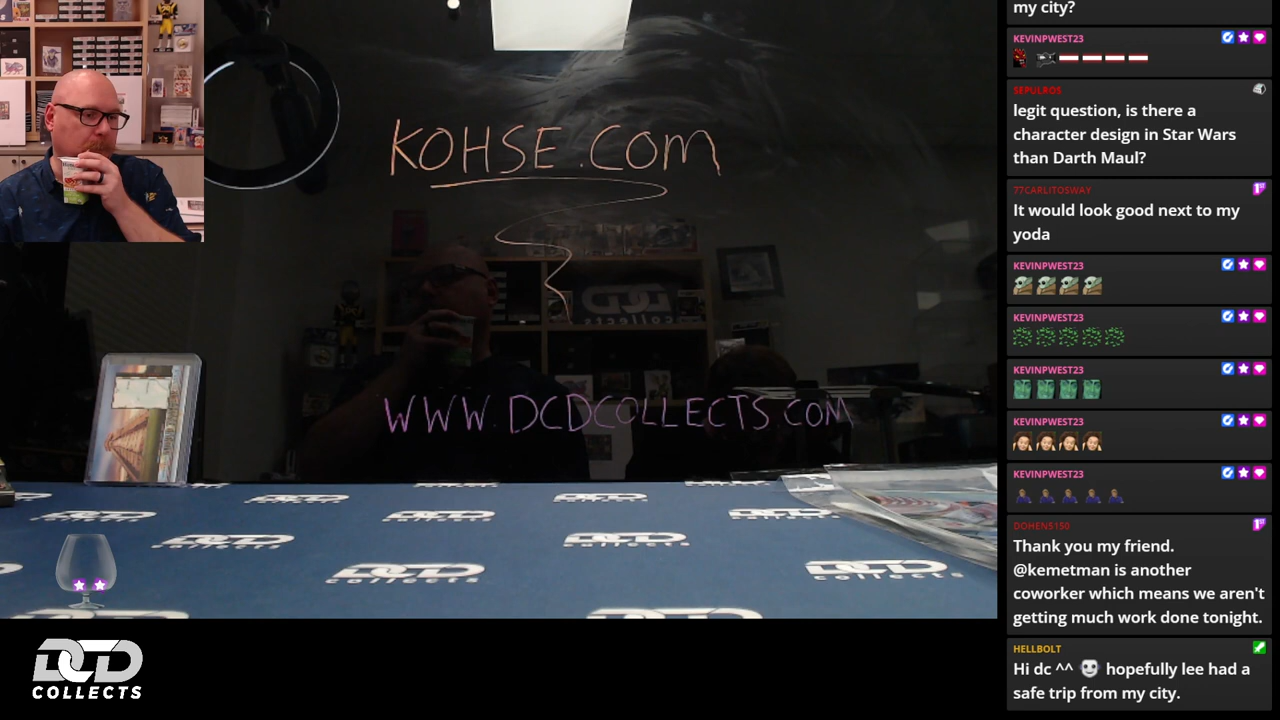 KOHSE.COM
WWW.DCDCOLLECTS.COM
DCD
collects
DCD
COLLECTS
my city?
KEVINPWEST23
SEPULROS
legit question, is there a
character design in Star Wars
than Darth Maul?
77CARLITOSWAY
It would look good next to my
yoda
KEVINPWEST23
KEVINPWEST23
KEVINPWEST23
KEVINPWEST23
KEVINPWEST23
DOHEN5150
Thank you my friend.
@kemetman is another
coworker which means we aren't
getting much work done tonight.
HELLBOLT
Hi dc ^^ hopefully lee had a
safe trip from my city.